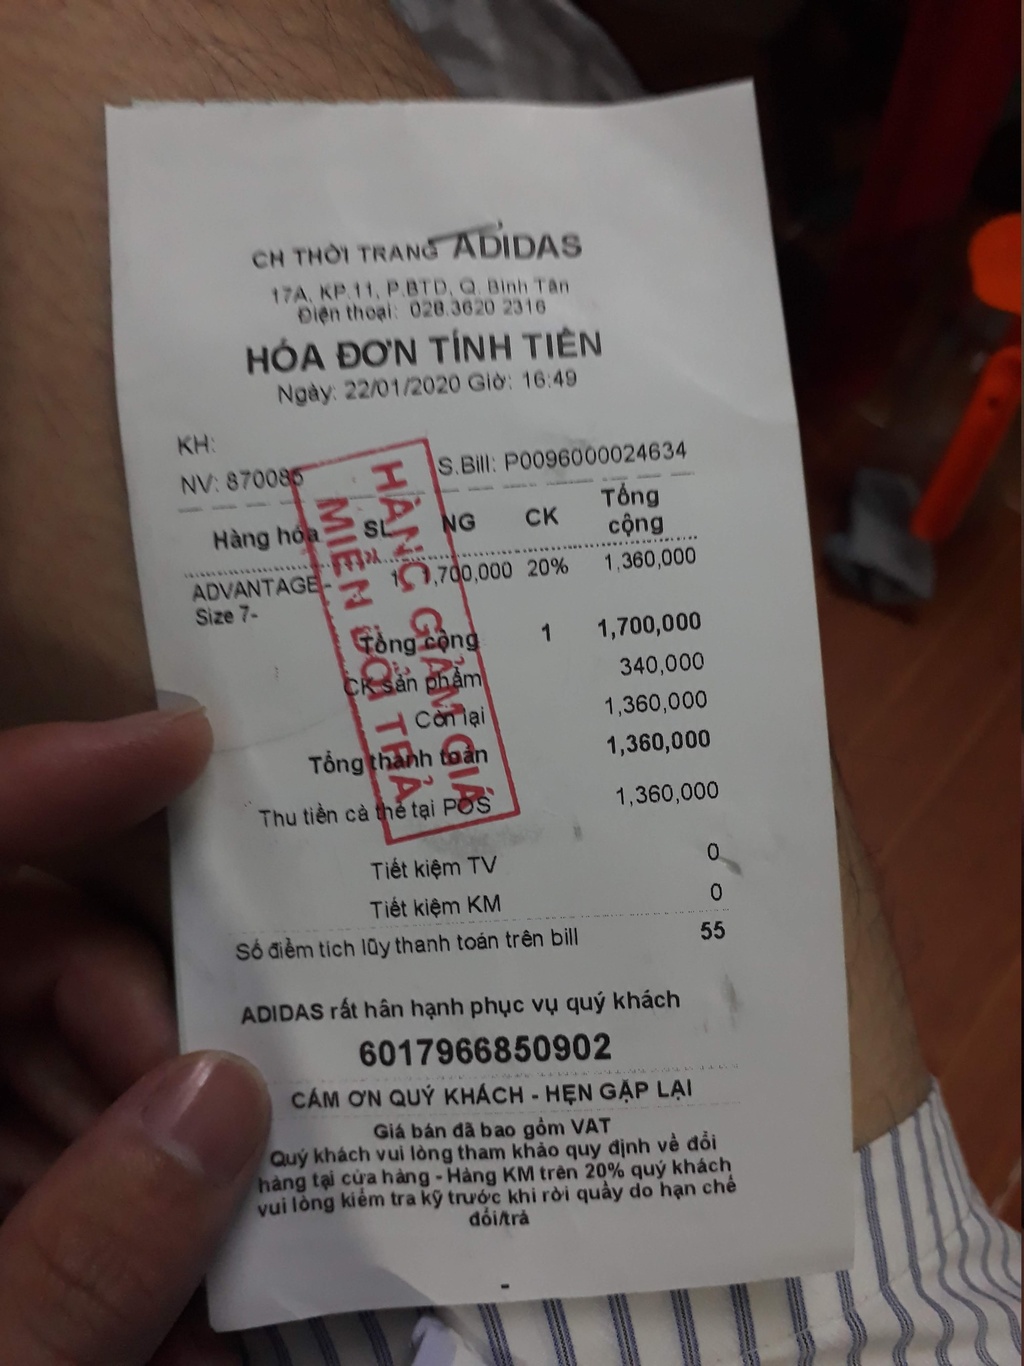 CH THỜI TRANG ADIDAS
17A, KP.11, P.BTD, Q. Bình Tân
Điện thoại: 028.3620 2316
HÓA ĐƠN TÍNH TIỀN
Ngày: 22/01/2020 Giờ: 16:49
KH:
NV: 870085 S.Bill: P0096000024634
Hàng hóa SL NG CK Tổng cộng
ADVANTAGE- 1 1,700,000 20% 1,360,000
Size 7-
Tổng cộng 1 1,700,000
CK sản phẩm 340,000
Còn lại 1,360,000
Tổng thanh toán 1,360,000
Thu tiền cà thẻ tại POS 1,360,000
HÀNG GIẢM GIÁ
MIỄN ĐỔI TRẢ
Tiết kiệm TV 0
Tiết kiệm KM 0
Số điểm tích lũy thanh toán trên bill 55
ADIDAS rất hân hạnh phục vụ quý khách
6017966850902
CÁM ƠN QUÝ KHÁCH - HẸN GẶP LẠI
Giá bán đã bao gồm VAT
Quý khách vui lòng tham khảo quy định về đổi
hàng tại cửa hàng - Hàng KM trên 20% quý khách
vui lòng kiểm tra kỹ trước khi rời quầy do hạn chế
đổi/trả
-